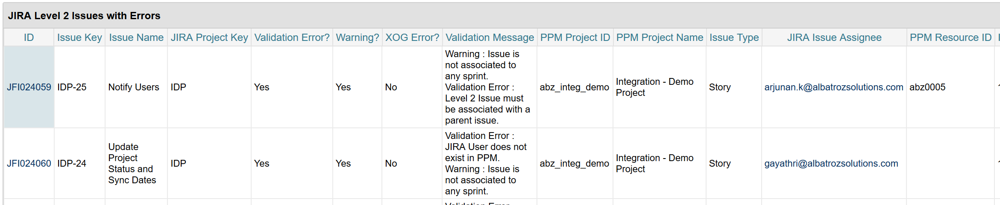 JIRA Level 2 Issues with Errors
ID Issue Key Issue Name JIRA Project Key Validation Error? Warning? XOG Error? Validation Message PPM Project ID PPM Project Name Issue Type JIRA Issue Assignee PPM Resource ID
JFI024059 IDP-25 Notify Users IDP Yes Yes No
Warning : Issue is
not associated to
any sprint.
Validation Error :
Level 2 Issue must
be associated with a
parent issue.
abz_integ_demo
Integration - Demo
Project
Story arjunan.k@albatrozsolutions.com abz0005
JFI024060 IDP-24
Update
Project
Status and
Sync Dates
IDP Yes Yes No
Validation Error :
JIRA User does not
exist in PPM.
Warning : Issue is
not associated to
any sprint.
abz_integ_demo
Integration - Demo
Project
Story gayathri@albatrozsolutions.com